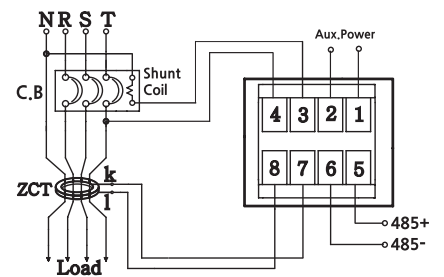 N R S T
Aux.Power
Shunt
Coil
C.B
4 3 2 1
8 7 6 5
k
ZCT
l
485+
485-
Load